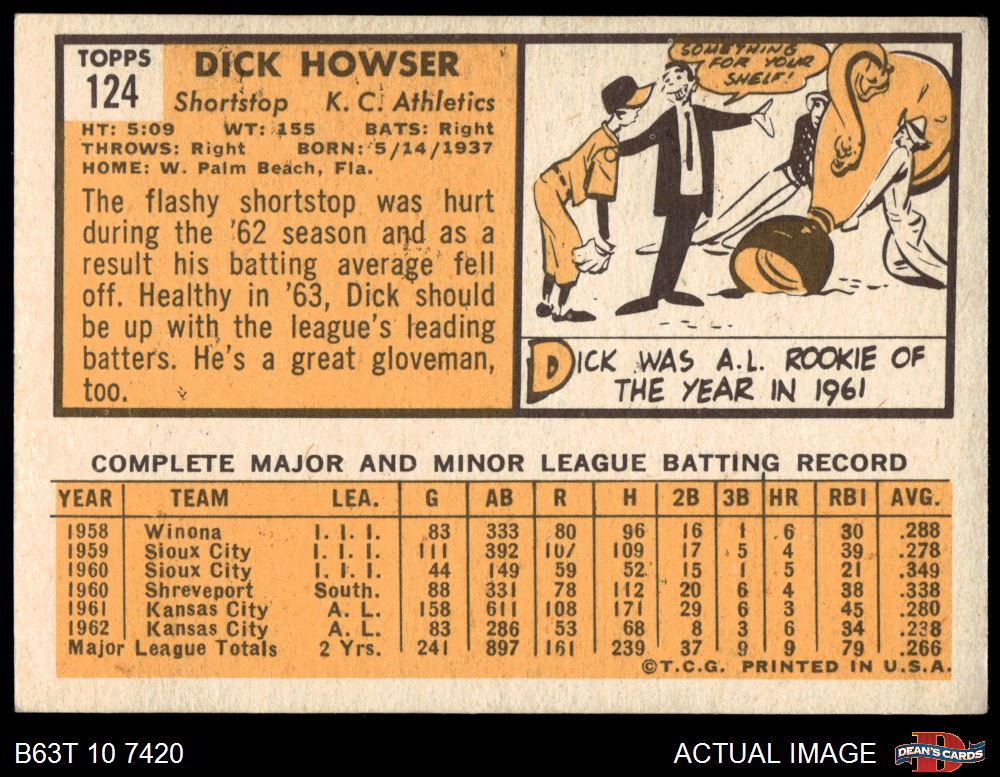 TOPPS
124
DICK HOWSER
Shortstop K. C. Athletics
HT: 5:09 WT: 155 BATS: Right
THROWS: Right BORN: 5/14/1937
HOME: W. Palm Beach, Fla.
The flashy shortstop was hurt
during the '62 season and as a
result his batting average fell
off. Healthy in '63, Dick should
be up with the league's leading
batters. He's a great gloveman,
too.
SOMETHING
FOR YOUR
SHELF!
DICK WAS A.L. ROOKIE OF
THE YEAR IN 1961
COMPLETE MAJOR AND MINOR LEAGUE BATTING RECORD
YEAR TEAM LEA. G AB R H 2B 3B HR RBI AVG.
1958 Winona I. I. I. 83 333 80 96 16 1 6 30 .288
1959 Sioux City I. I. I. 111 392 107 109 17 5 4 39 .278
1960 Sioux City I. I. I. 44 149 59 52 15 1 5 21 .349
1960 Shreveport South. 88 331 78 112 20 6 4 38 .338
1961 Kansas City A. L. 158 611 108 171 29 6 3 45 .280
1962 Kansas City A. L. 83 286 53 68 8 3 6 34 .238
Major League Totals 2 Yrs. 241 897 161 239 37 9 9 79 .266
©T.C.G. PRINTED IN U.S.A.
B63T 10 7420
ACTUAL IMAGE
DEAN'S CARDS